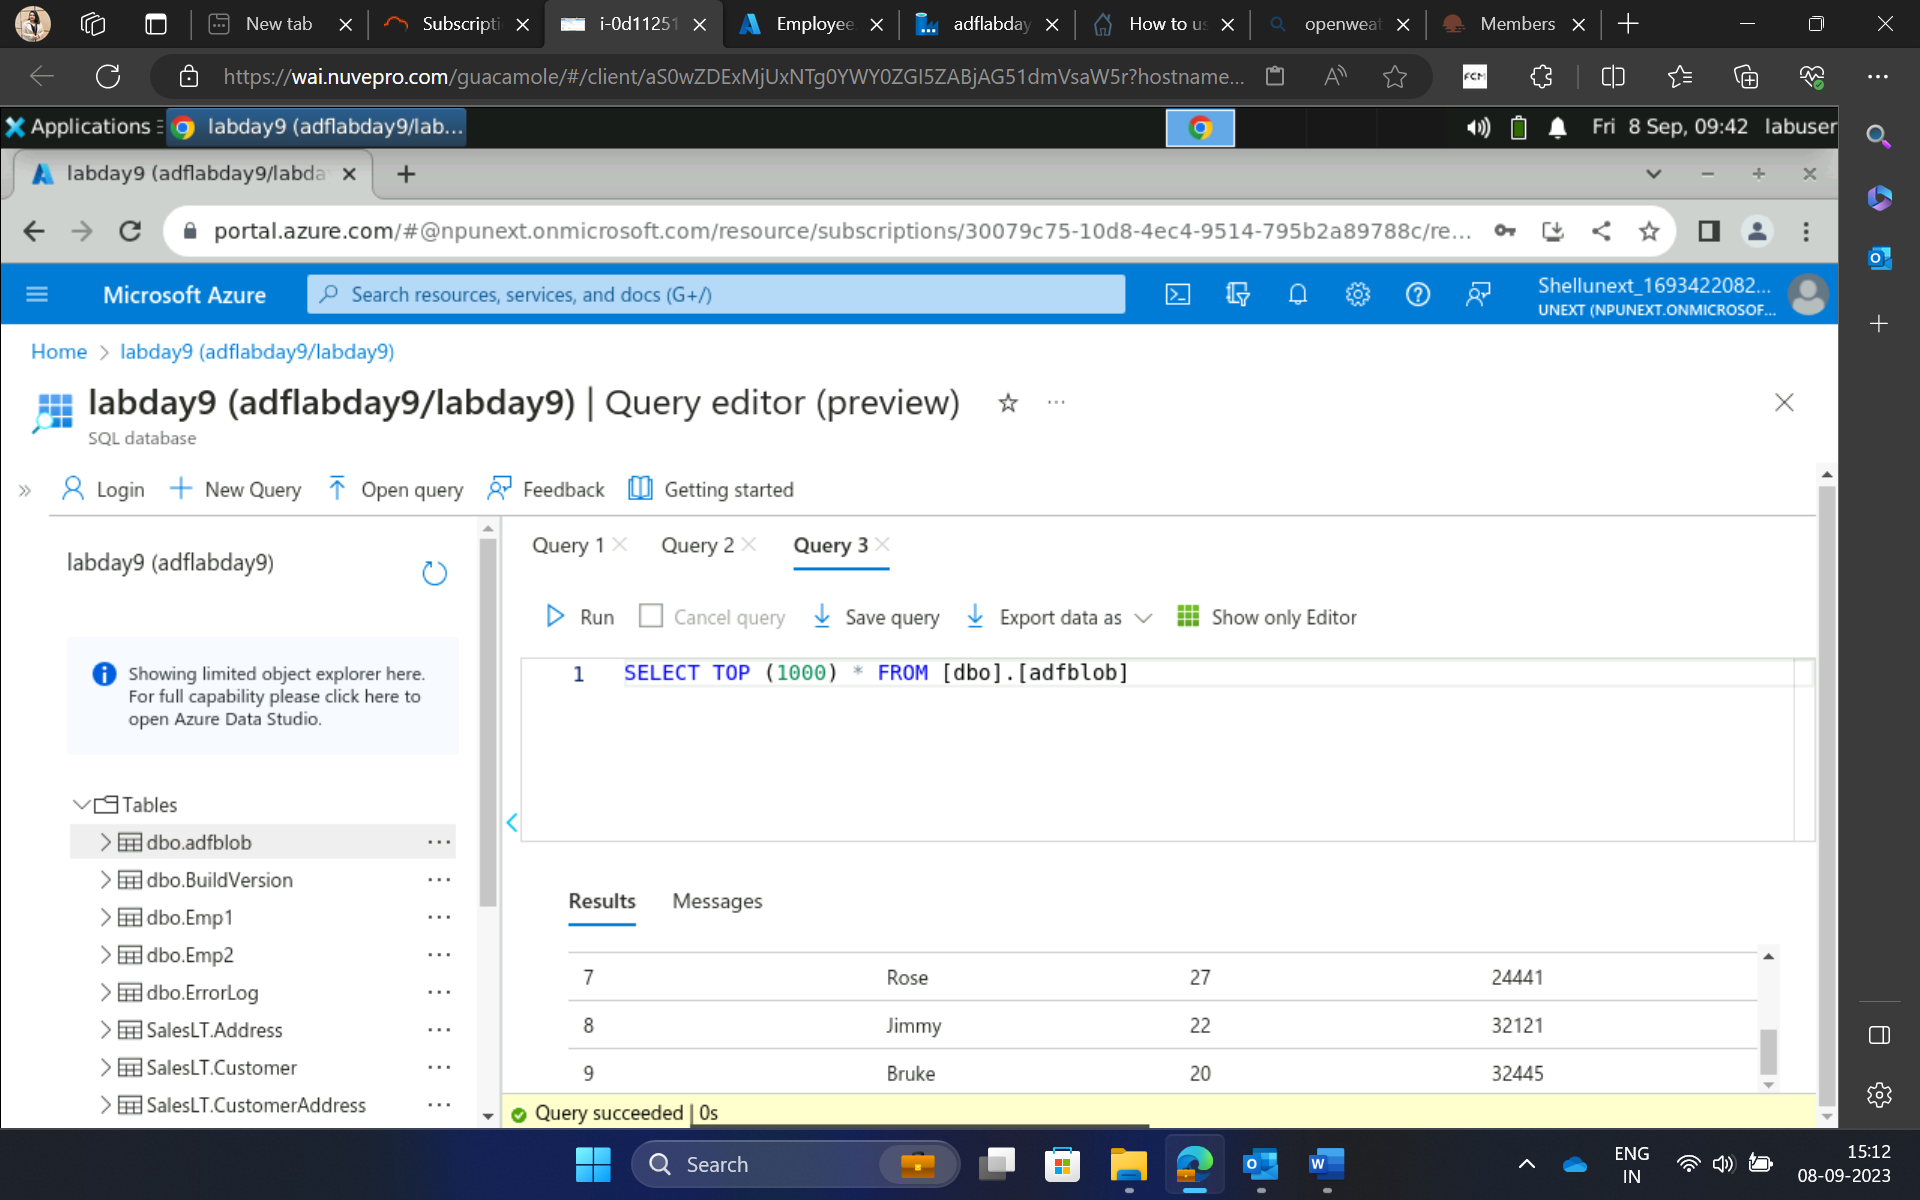 New tab
Subscripti
i-0d11251
Employee
adflabday
How to us
openweat
Members
https://wai.nuvepro.com/guacamole/#/client/aS0wZDExMjUxNTg0YWY0ZGI5ZABjAG51dmVsaW5r?hostname...
FCM
Applications
labday9 (adflabday9/lab...
Fri 8 Sep, 09:42 labuser
labday9 (adflabday9/labda
portal.azure.com/#@npunext.onmicrosoft.com/resource/subscriptions/30079c75-10d8-4ec4-9514-795b2a89788c/re...
Microsoft Azure
Search resources, services, and docs (G+/)
Shellunext_1693422082...
UNEXT (NPUNEXT.ONMICROSOF...
Home > labday9 (adflabday9/labday9)
labday9 (adflabday9/labday9) | Query editor (preview)
SQL database
Login
New Query
Open query
Feedback
Getting started
labday9 (adflabday9)
Showing limited object explorer here.
For full capability please click here to
open Azure Data Studio.
Tables
dbo.adfblob
dbo.BuildVersion
dbo.Emp1
dbo.Emp2
dbo.ErrorLog
SalesLT.Address
SalesLT.Customer
SalesLT.CustomerAddress
Query 1
Query 2
Query 3
Run
Cancel query
Save query
Export data as
Show only Editor
1 SELECT TOP (1000) * FROM [dbo].[adfblob]
Results
Messages
7 Rose 27 24441
8 Jimmy 22 32121
9 Bruke 20 32445
Query succeeded | 0s
Search
ENG
IN
15:12
08-09-2023